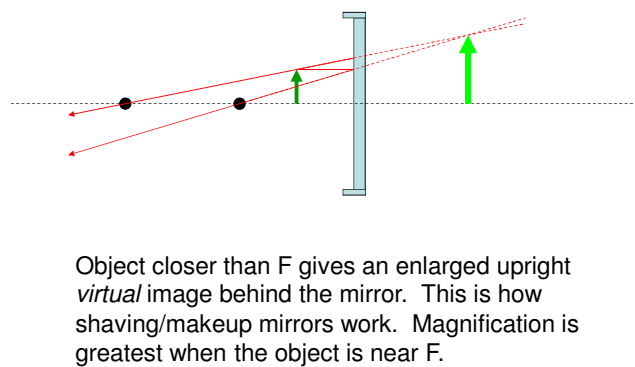 Object closer than F gives an enlarged upright
virtual image behind the mirror.  This is how
shaving/makeup mirrors work.  Magnification is
greatest when the object is near F.